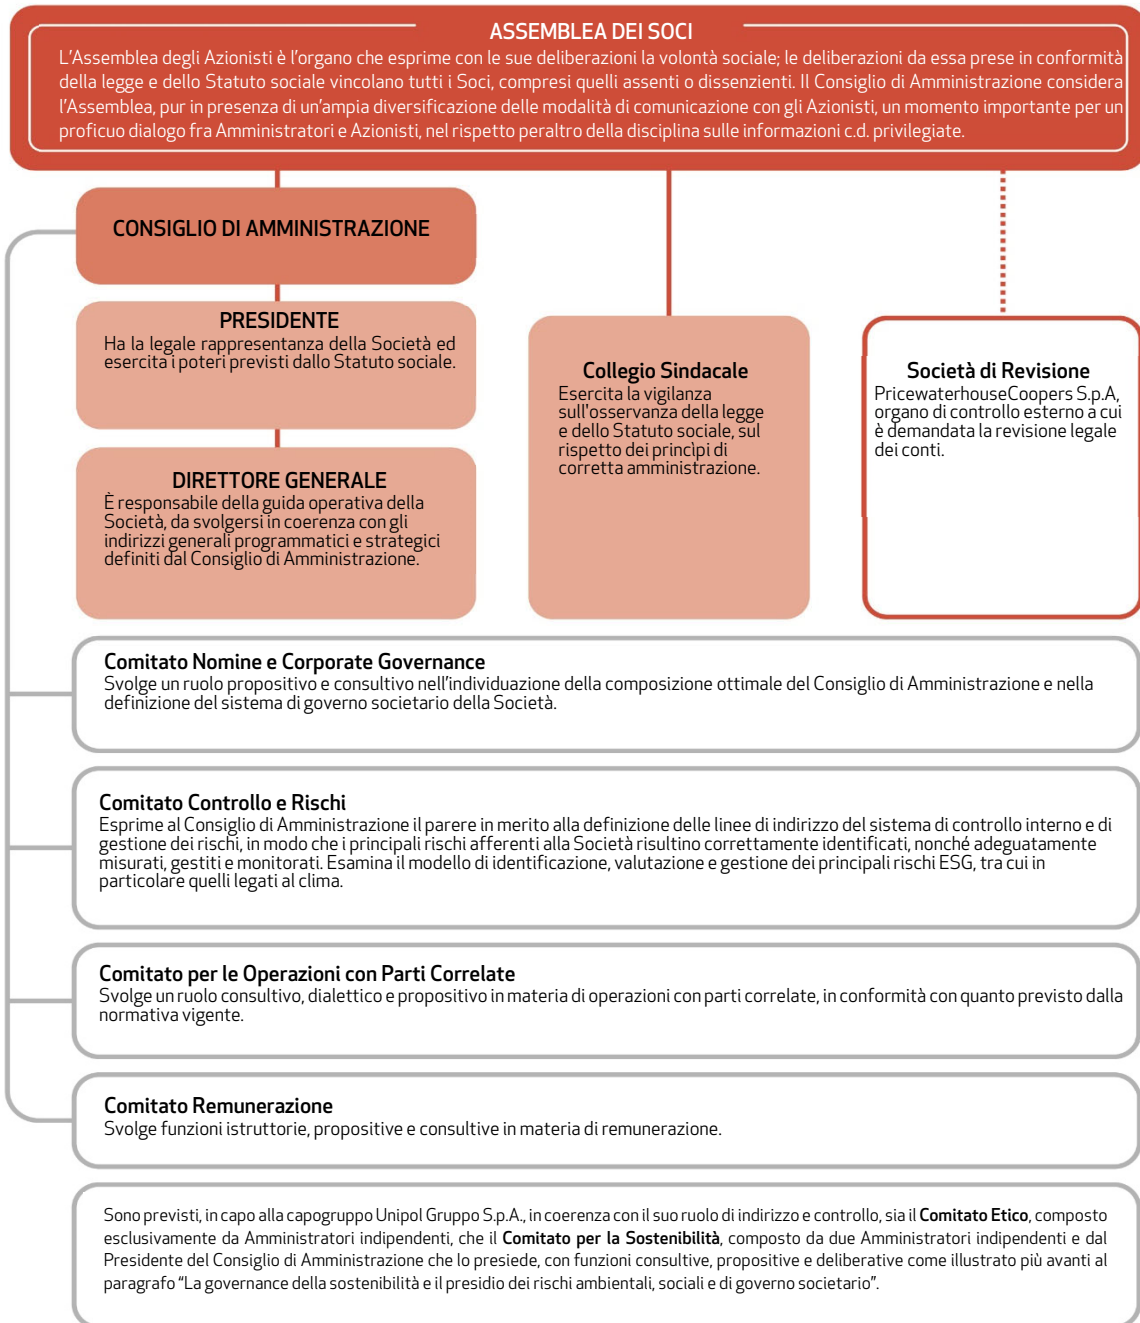 ASSEMBLEA DEI SOCI
L'Assemblea degli Azionisti è l'organo che esprime con le sue deliberazioni la volontà sociale; le deliberazioni da essa prese in conformità
della legge e dello Statuto sociale vincolano tutti i Soci, compresi quelli assenti o dissenzienti. Il Consiglio di Amministrazione considera
l'Assemblea, pur in presenza di un'ampia diversificazione delle modalità di comunicazione con gli Azionisti, un momento importante per un
proficuo dialogo fra Amministratori e Azionisti, nel rispetto peraltro della disciplina sulle informazioni c.d. privilegiate.
CONSIGLIO DI AMMINISTRAZIONE
PRESIDENTE
Ha la legale rappresentanza della Società ed
esercita i poteri previsti dallo Statuto sociale.
DIRETTORE GENERALE
È responsabile della guida operativa della
Società, da svolgersi in coerenza con gli
indirizzi generali programmatici e strategici
definiti dal Consiglio di Amministrazione.
Collegio Sindacale
Esercita la vigilanza
sull'osservanza della legge
e dello Statuto sociale, sul
rispetto dei princìpi di
corretta amministrazione.
Società di Revisione
PricewaterhouseCoopers S.p.A,
organo di controllo esterno a cui
è demandata la revisione legale
dei conti.
Comitato Nomine e Corporate Governance
Svolge un ruolo propositivo e consultivo nell'individuazione della composizione ottimale del Consiglio di Amministrazione e nella
definizione del sistema di governo societario della Società.
Comitato Controllo e Rischi
Esprime al Consiglio di Amministrazione il parere in merito alla definizione delle linee di indirizzo del sistema di controllo interno e di
gestione dei rischi, in modo che i principali rischi afferenti alla Società risultino correttamente identificati, nonché adeguatamente
misurati, gestiti e monitorati. Esamina il modello di identificazione, valutazione e gestione dei principali rischi ESG, tra cui in
particolare quelli legati al clima.
Comitato per le Operazioni con Parti Correlate
Svolge un ruolo consultivo, dialettico e propositivo in materia di operazioni con parti correlate, in conformità con quanto previsto dalla
normativa vigente.
Comitato Remunerazione
Svolge funzioni istruttorie, propositive e consultive in materia di remunerazione.
Sono previsti, in capo alla capogruppo Unipol Gruppo S.p.A., in coerenza con il suo ruolo di indirizzo e controllo, sia il Comitato Etico, composto
esclusivamente da Amministratori indipendenti, che il Comitato per la Sostenibilità, composto da due Amministratori indipendenti e dal
Presidente del Consiglio di Amministrazione che lo presiede, con funzioni consultive, propositive e deliberative come illustrato più avanti al
paragrafo "La governance della sostenibilità e il presidio dei rischi ambientali, sociali e di governo societario".